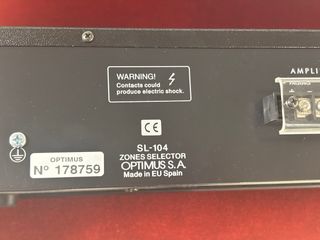 AMPLI
WARNING!
Contacts could
produce electric shock.
CE
SL-104
ZONES SELECTOR
OPTIMUS S.A.
Made in EU Spain
OPTIMUS
Nº 178759